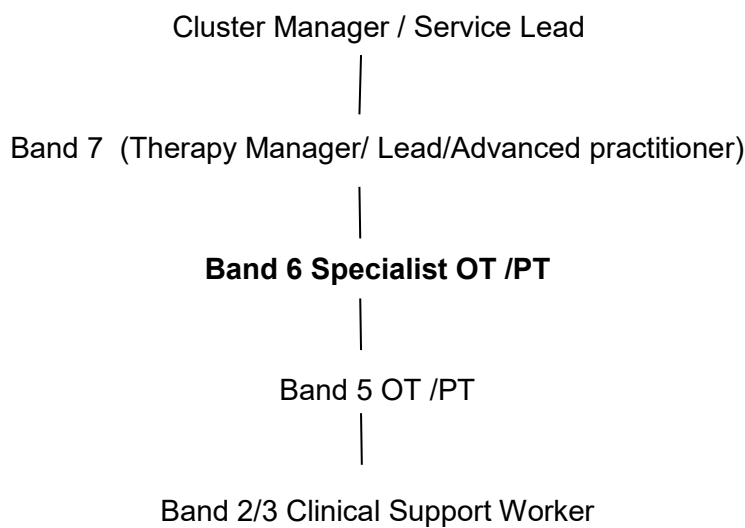 Cluster Manager / Service Lead
Band 7  (Therapy Manager/ Lead/Advanced practitioner)
Band 6 Specialist OT /PT
Band 5 OT /PT
Band 2/3 Clinical Support Worker